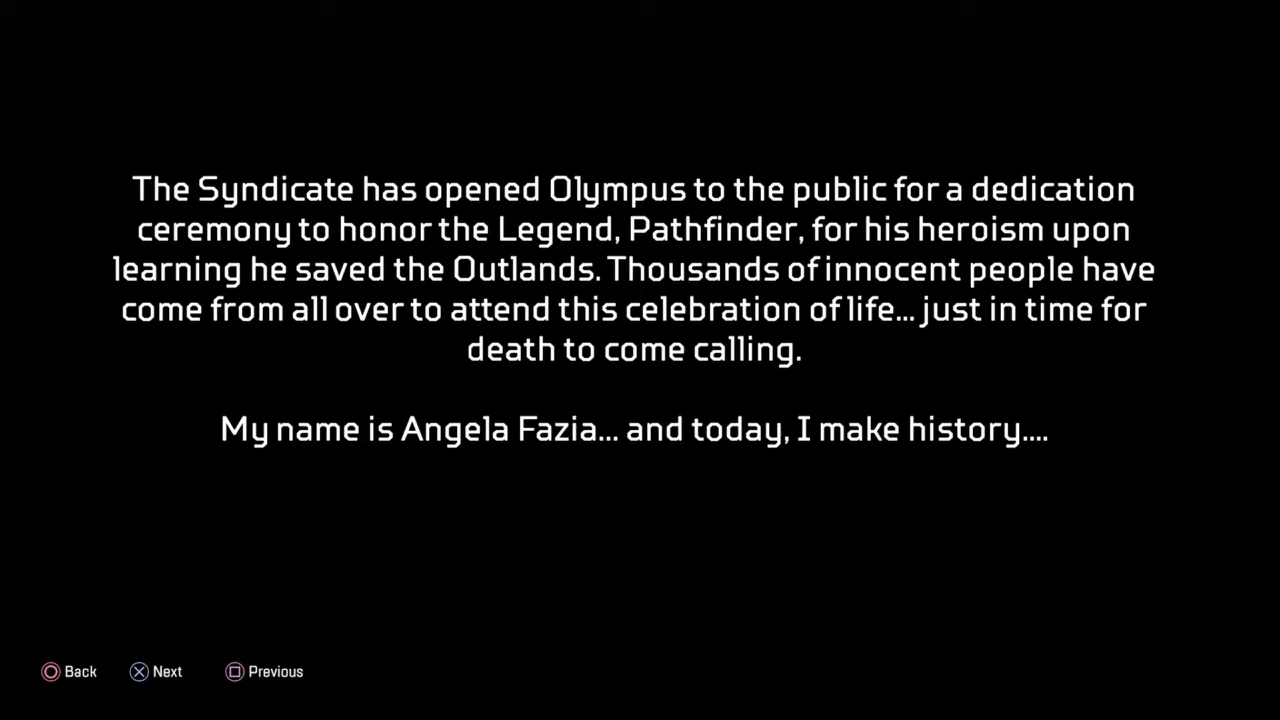 The Syndicate has opened Olympus to the public for a dedication
ceremony to honor the Legend, Pathfinder, for his heroism upon
learning he saved the Outlands. Thousands of innocent people have
come from all over to attend this celebration of life... just in time for
death to come calling.
My name is Angela Fazia... and today, I make history....
Back Next Previous